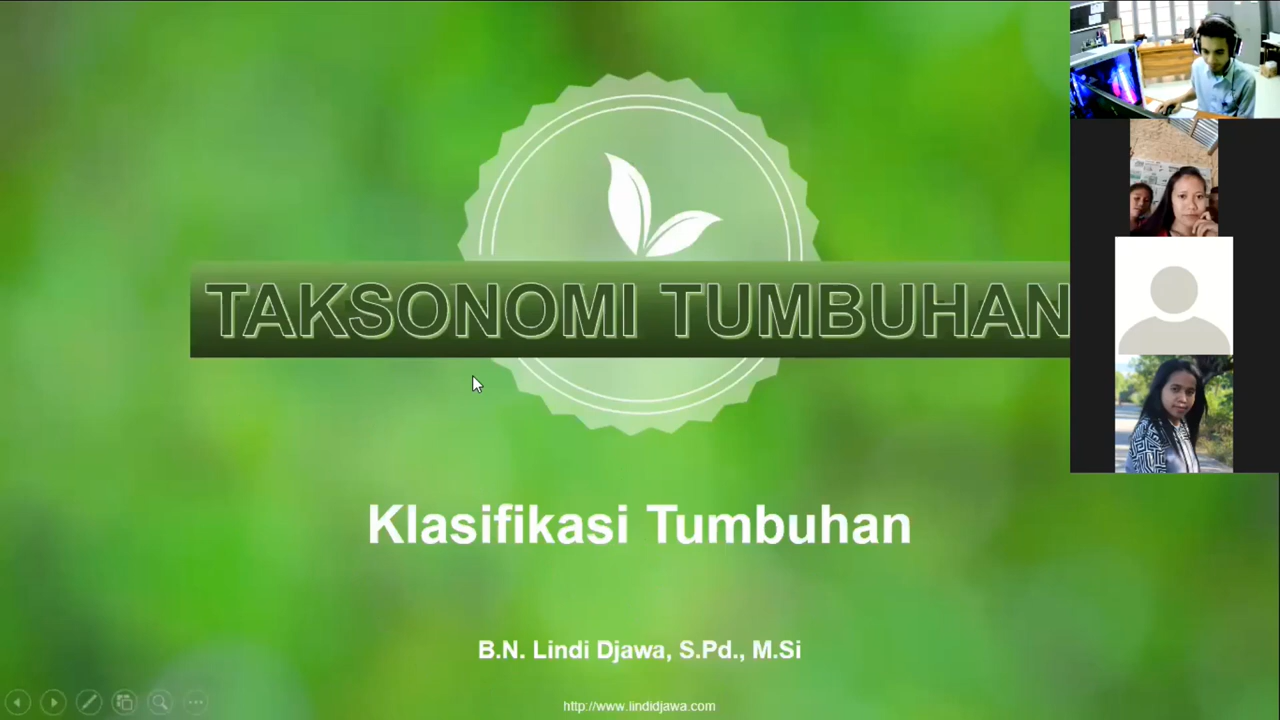 TAKSONOMI TUMBUHAN
Klasifikasi Tumbuhan
B.N. Lindi Djawa, S.Pd., M.Si
http://www.lindidjawa.com